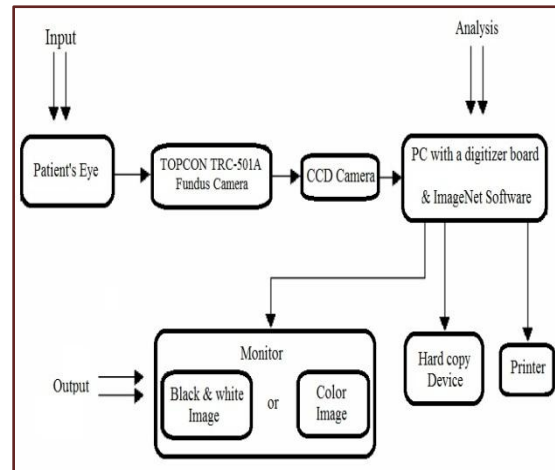 Input
Analysis
Patient's Eye
TOPCON TRC-501A
Fundus Camera
CCD Camera
PC with a digitizer board
& ImageNet Software
Monitor
Black & white
Image
or
Color
Image
Hard copy
Device
Printer
Output